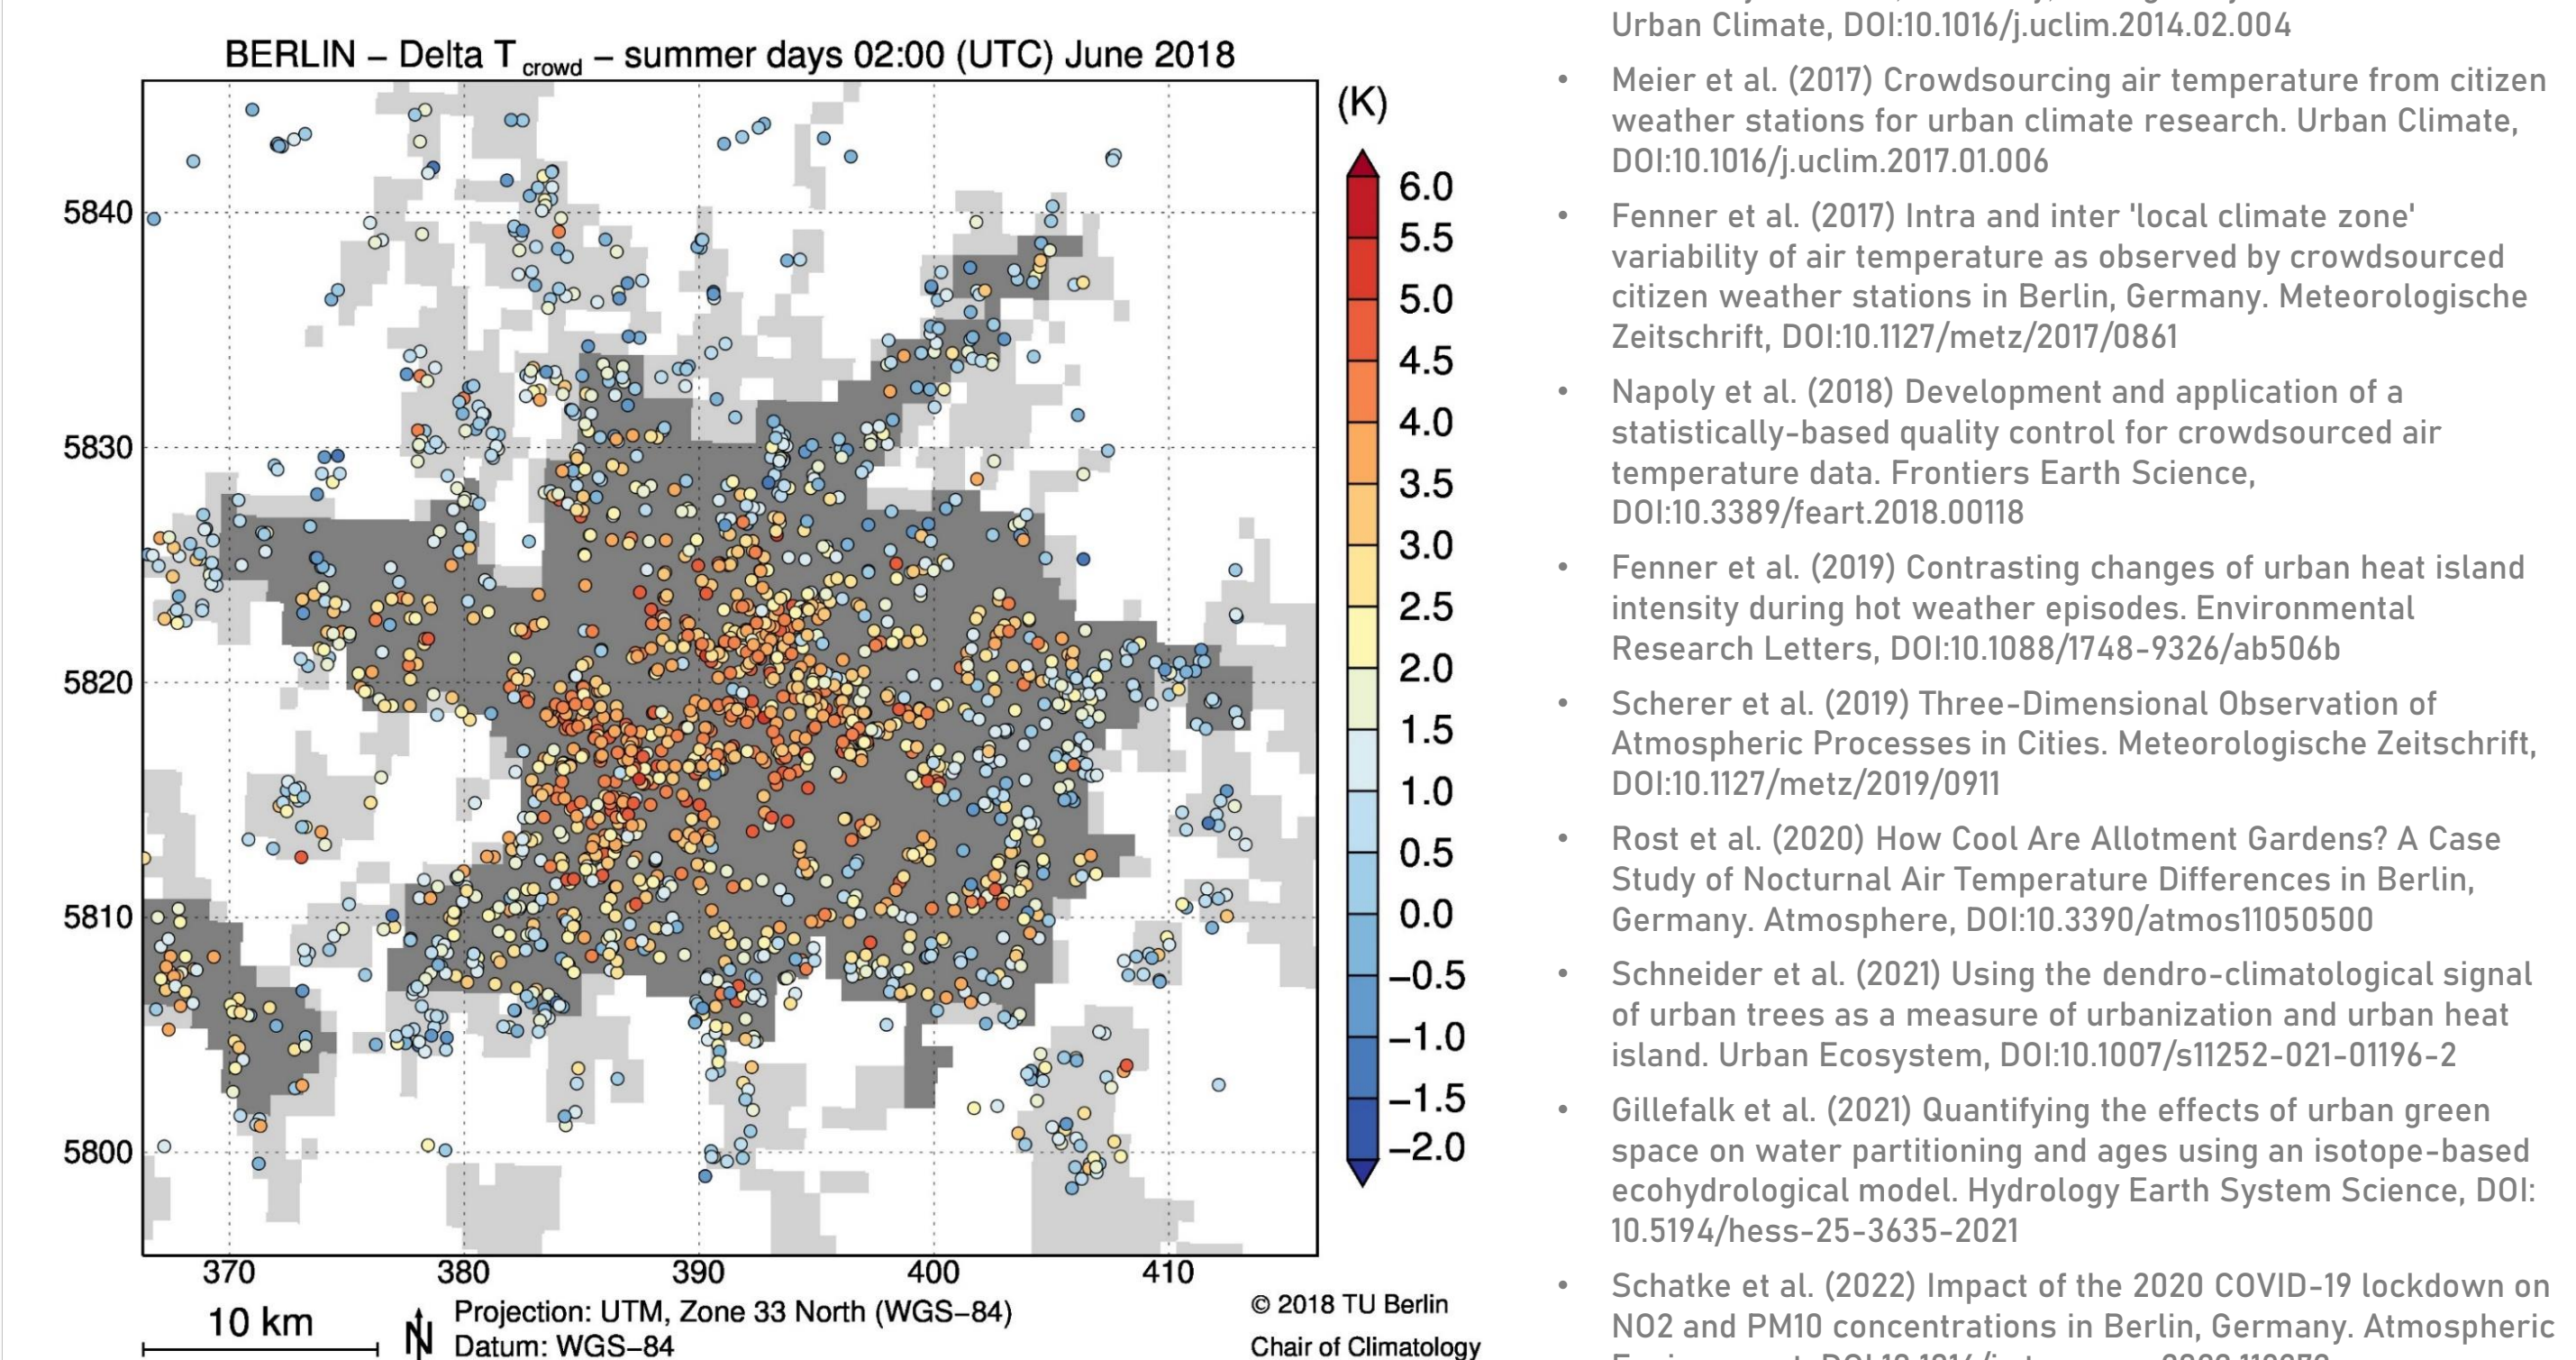 BERLIN – Delta T crowd – summer days 02:00 (UTC) June 2018
(K)
6.0
5.5
5.0
4.5
4.0
3.5
3.0
2.5
2.0
1.5
1.0
0.5
0.0
–0.5
–1.0
–1.5
–2.0
5840
5830
5820
5810
5800
370
380
390
400
410
10 km
N
Projection: UTM, Zone 33 North (WGS–84)
Datum: WGS–84
© 2018 TU Berlin
Chair of Climatology
Urban Climate, DOI:10.1016/j.uclim.2014.02.004
• Meier et al. (2017) Crowdsourcing air temperature from citizen
weather stations for urban climate research. Urban Climate,
DOI:10.1016/j.uclim.2017.01.006
• Fenner et al. (2017) Intra and inter 'local climate zone'
variability of air temperature as observed by crowdsourced
citizen weather stations in Berlin, Germany. Meteorologische
Zeitschrift, DOI:10.1127/metz/2017/0861
• Napoly et al. (2018) Development and application of a
statistically-based quality control for crowdsourced air
temperature data. Frontiers Earth Science,
DOI:10.3389/feart.2018.00118
• Fenner et al. (2019) Contrasting changes of urban heat island
intensity during hot weather episodes. Environmental
Research Letters, DOI:10.1088/1748-9326/ab506b
• Scherer et al. (2019) Three-Dimensional Observation of
Atmospheric Processes in Cities. Meteorologische Zeitschrift,
DOI:10.1127/metz/2019/0911
• Rost et al. (2020) How Cool Are Allotment Gardens? A Case
Study of Nocturnal Air Temperature Differences in Berlin,
Germany. Atmosphere, DOI:10.3390/atmos11050500
• Schneider et al. (2021) Using the dendro-climatological signal
of urban trees as a measure of urbanization and urban heat
island. Urban Ecosystem, DOI:10.1007/s11252-021-01196-2
• Gillefalk et al. (2021) Quantifying the effects of urban green
space on water partitioning and ages using an isotope-based
ecohydrological model. Hydrology Earth System Science, DOI:
10.5194/hess-25-3635-2021
• Schatke et al. (2022) Impact of the 2020 COVID-19 lockdown on
NO2 and PM10 concentrations in Berlin, Germany. Atmospheric